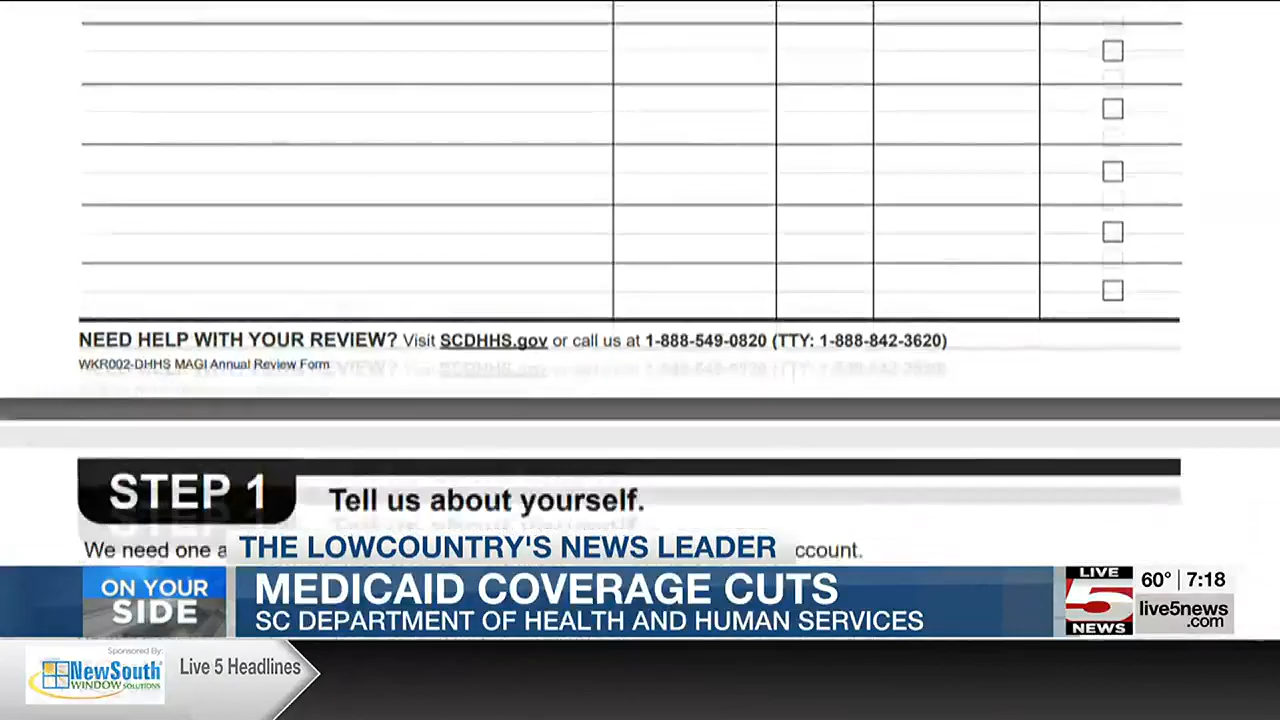 NEED HELP WITH YOUR REVIEW? Visit SCDHHS.gov or call us at 1-888-549-0820 (TTY: 1-888-842-3620)
WKR002-DHHS MAGI Annual Review Form
STEP 1 Tell us about yourself.
We need one a
ccount.
THE LOWCOUNTRY'S NEWS LEADER
ON YOUR SIDE
MEDICAID COVERAGE CUTS
SC DEPARTMENT OF HEALTH AND HUMAN SERVICES
LIVE 5 NEWS
60° 7:18
live5news.com
Sponsored By:
NewSouth WINDOW SOLUTIONS
Live 5 Headlines